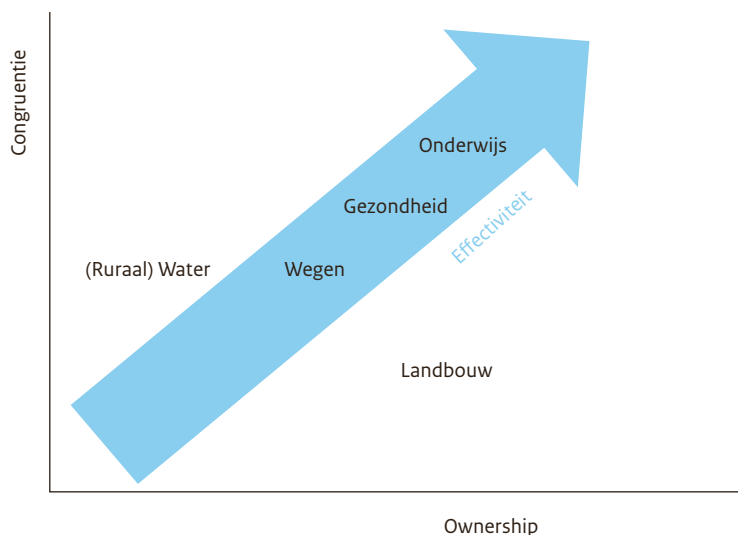 Congruentie
Onderwijs
Gezondheid
Effectiviteit
(Ruraal) Water
Wegen
Landbouw
Ownership